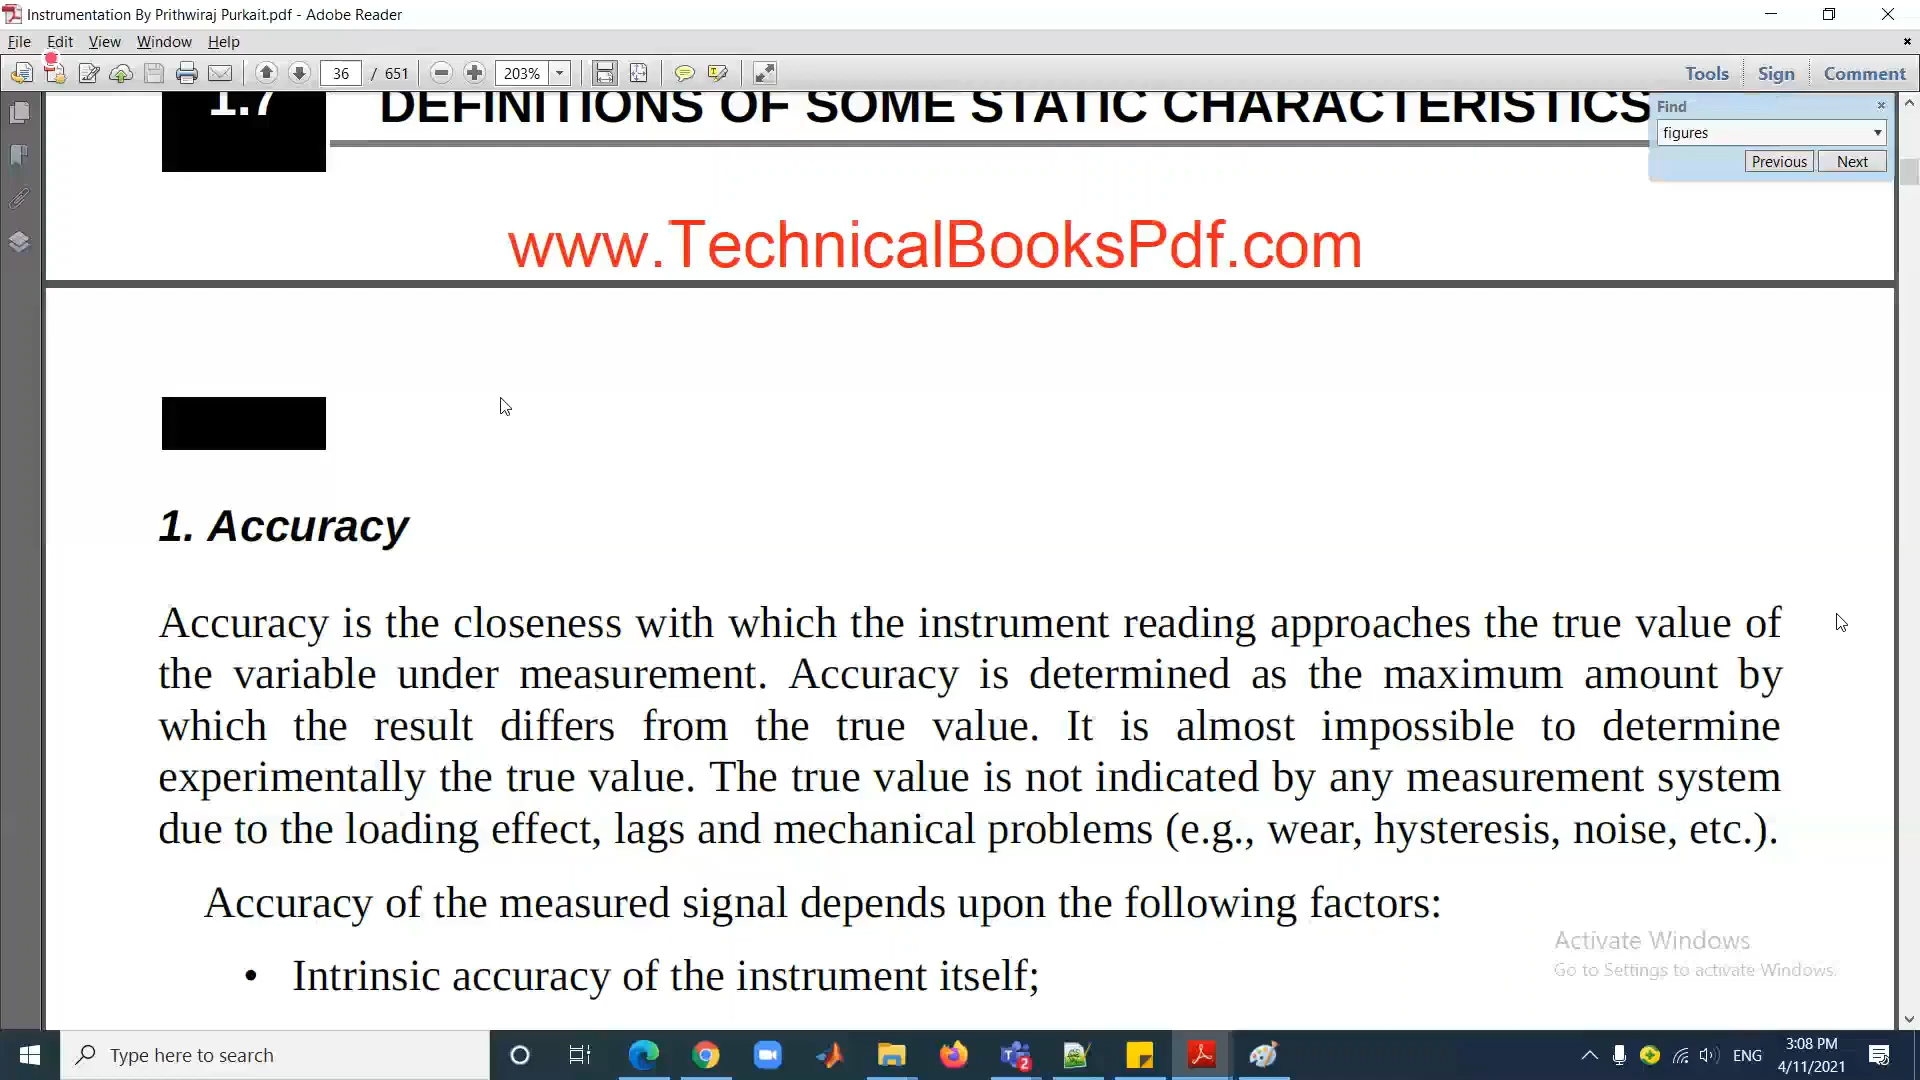 Instrumentation By Prithwiraj Purkait.pdf - Adobe Reader
File Edit View Window Help
36 / 651 203% Tools Sign Comment
1.7 DEFINITIONS OF SOME STATIC CHARACTERISTICS
Find
figures
Previous Next
www.TechnicalBooksPdf.com
1. Accuracy
Accuracy is the closeness with which the instrument reading approaches the true value of
the variable under measurement. Accuracy is determined as the maximum amount by
which the result differs from the true value. It is almost impossible to determine
experimentally the true value. The true value is not indicated by any measurement system
due to the loading effect, lags and mechanical problems (e.g., wear, hysteresis, noise, etc.).
Accuracy of the measured signal depends upon the following factors:
• Intrinsic accuracy of the instrument itself;
Activate Windows
Go to Settings to activate Windows.
Type here to search
2
ENG
3:08 PM
4/11/2021